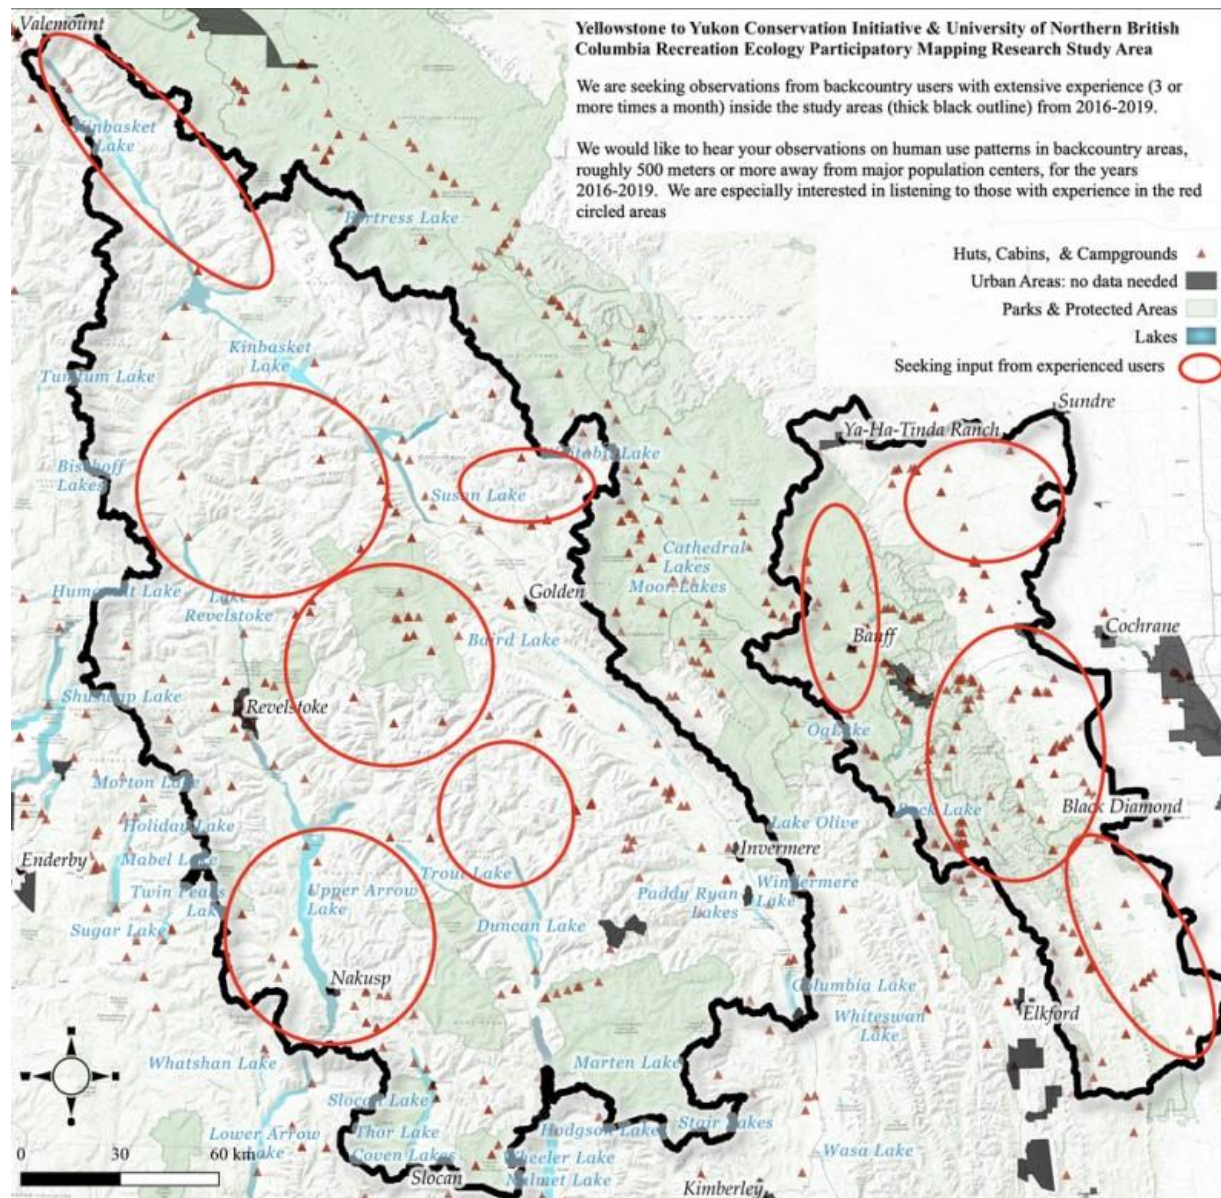 Valemount
Yellowstone to Yukon Conservation Initiative & University of Northern British
Columbia Recreation Ecology Participatory Mapping Research Study Area
We are seeking observations from backcountry users with extensive experience (3 or
more times a month) inside the study areas (thick black outline) from 2016-2019.
We would like to hear your observations on human use patterns in backcountry areas,
roughly 500 meters or more away from major population centers, for the years
2016-2019.  We are especially interested in listening to those with experience in the red
circled areas
Huts, Cabins,  & Campgrounds
Urban Areas: no data needed
Parks & Protected Areas
Lakes
Seeking input from experienced users
Kinbasket
Lake
Fortress Lake
Kinbasket
Lake
Tumtum Lake
Sundre
Ya-Ha-Tinda Ranch
Bischoff
Lakes
Susan Lake
Cathedral
Lakes
Moor Lakes
Humamilt Lake
Lake
Revelstoke
Golden
Baird Lake
Banff
Cochrane
Shuswap Lake
Revelstoke
Og Lake
Morton Lake
Black Diamond
Holiday Lake
Lake Olive
Enderby
Mabel Lake
Trout Lake
Invermere
Twin Peaks
Lake
Upper Arrow
Lake
Paddy Ryan
Lakes
Windermere
Lake
Sugar Lake
Duncan Lake
Nakusp
Columbia Lake
Whiteswan
Lake
Elkford
Whatshan Lake
Marten Lake
Slocan Lake
Lower Arrow
Lake
Thor Lake
Coven Lakes
Hodgson Lake
Stair Lakes
Wheeler Lake
Wasa Lake
0 30 60 km
Slocan
Kimberley